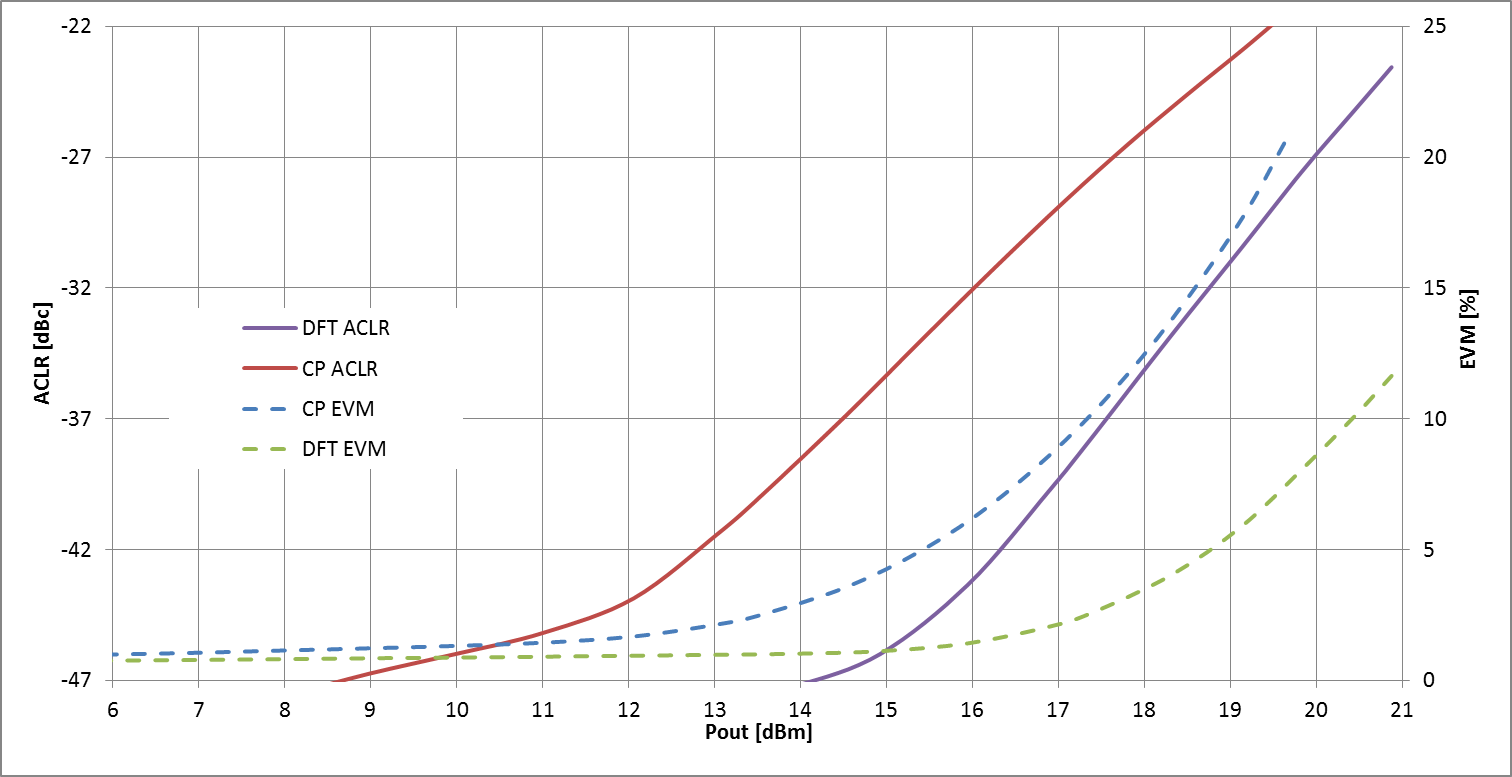 -22
-27
-32
-37
-42
-47
ACLR [dBc]
DFT ACLR
CP ACLR
CP EVM
DFT EVM
25
20
15
10
5
0
EVM [%]
6 7 8 9 10 11 12 13 14 15 16 17 18 19 20 21
Pout [dBm]